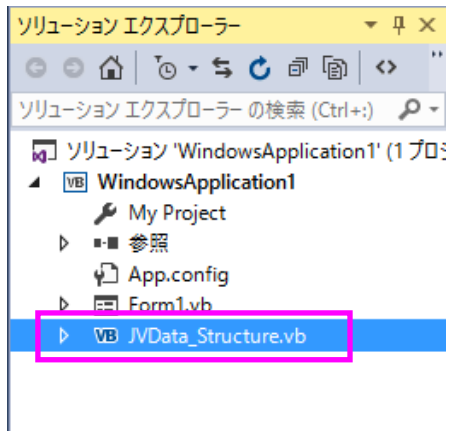 ソリューション エクスプローラー
ソリューション エクスプローラー の検索 (Ctrl+:)
ソリューション 'WindowsApplication1' (1 プロ
VB WindowsApplication1
My Project
参照
App.config
Form1.vb
VB JVData_Structure.vb